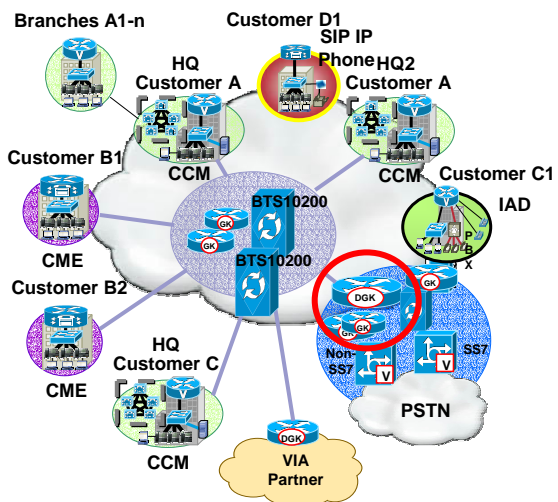 Branches A1-n
V
HQ
Customer A
V
CCM
Customer D1
SIP IP
Phone
HQ2
Customer A
V
CCM
Customer C1
IAD
P
B
X
Customer B1
CME
Customer B2
CME
BTS10200
GK
GK
BTS10200
DGK
GK
GK
GK
Non-
SS7
V
SS7
V
PSTN
HQ
Customer C
V
CCM
DGK
VIA
Partner